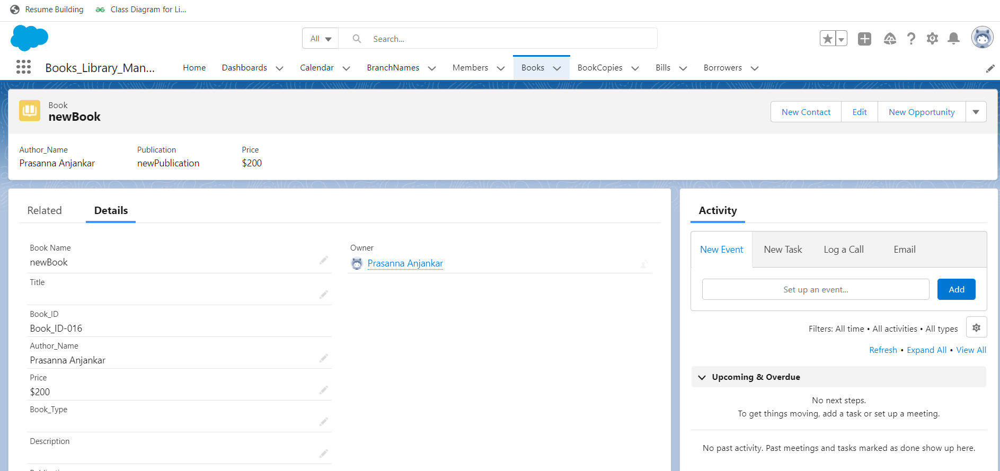 Resume Building
Class Diagram for Li...
All
Search...
Books_Library_Man...
Home
Dashboards
Calendar
BranchNames
Members
Books
BookCopies
Bills
Borrowers
Book
newBook
New Contact
Edit
New Opportunity
Author_Name
Prasanna Anjankar
Publication
newPublication
Price
$200
Related
Details
Book Name
newBook
Title
Book_ID
Book_ID-016
Author_Name
Prasanna Anjankar
Price
$200
Book_Type
Description
Owner
Prasanna Anjankar
Activity
New Event
New Task
Log a Call
Email
Set up an event...
Add
Filters: All time • All activities • All types
Refresh • Expand All • View All
Upcoming & Overdue
No next steps.
To get things moving, add a task or set up a meeting.
No past activity. Past meetings and tasks marked as done show up here.